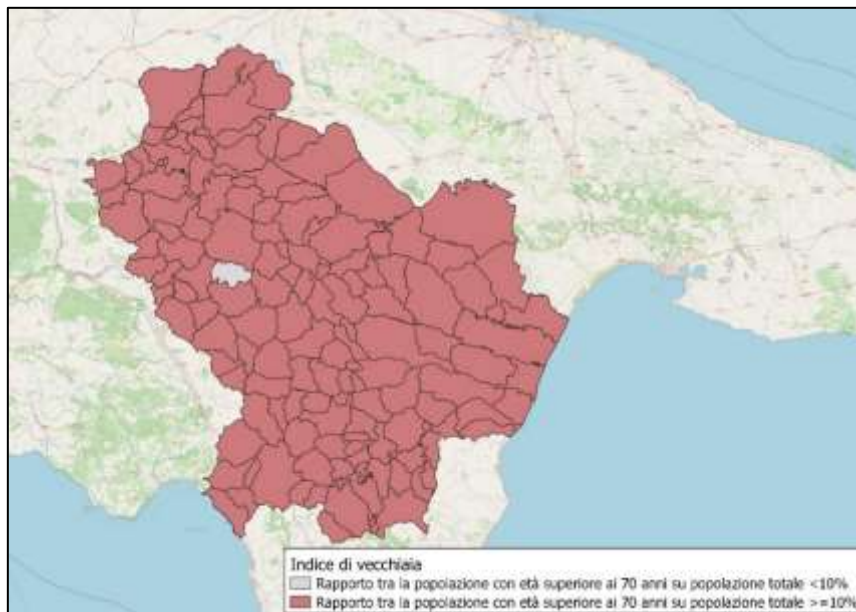 Indice di vecchiaia
Rapporto tra la popolazione con età superiore ai 70 anni su popolazione totale <10%
Rapporto tra la popolazione con età superiore ai 70 anni su popolazione totale >=10%